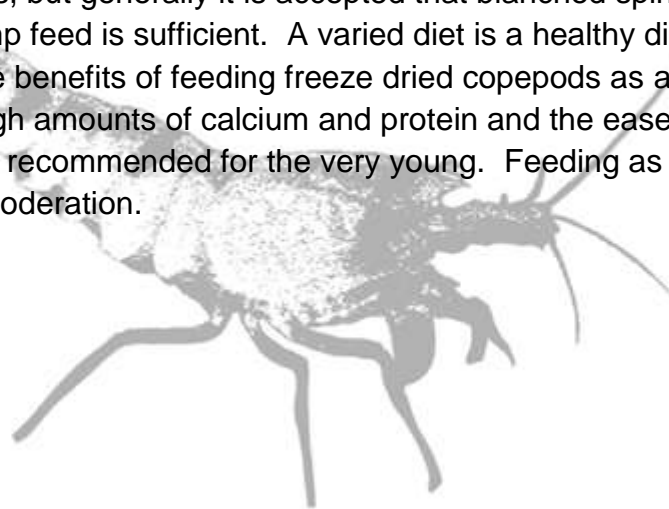 but generally it is accepted that blanched
feed is sufficient.  A varied diet is a healthy
benefits of feeding freeze dried copepods as a
amounts of calcium and protein and the ease
recommended for the very young.  Feeding as